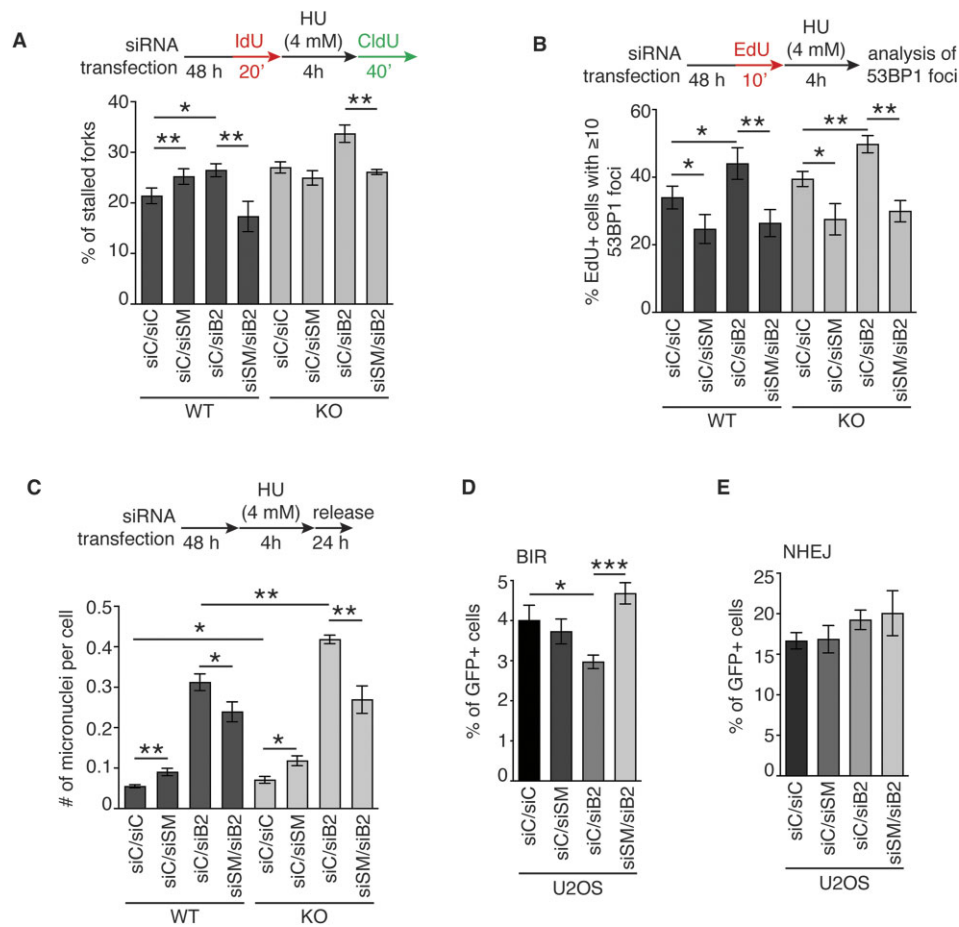 A
siRNA
transfection
48 h
IdU
20'
HU
(4 mM)
4h
CldU
40'
% of stalled forks
40
30
20
10
0
*
**
**
**
siC/siC
siC/siSM
siC/siB2
siSM/siB2
siC/siC
siC/siSM
siC/siB2
siSM/siB2
WT
KO
B
siRNA
transfection
48 h
EdU
10'
HU
(4 mM)
4h
analysis of
53BP1 foci
% EdU+ cells with ≥10
53BP1 foci
60
40
20
0
*
*
**
**
*
**
siC/siC
siC/siSM
siC/siB2
siSM/siB2
siC/siC
siC/siSM
siC/siB2
siSM/siB2
WT
KO
C
siRNA
transfection
48 h
HU
(4 mM)
4h
release
24 h
# of micronuclei per cell
0.5
0.4
0.3
0.2
0.1
0
**
*
**
*
**
*
siC/siC
siC/siSM
siC/siB2
siSM/siB2
siC/siC
siC/siSM
siC/siB2
siSM/siB2
WT
KO
D
BIR
% of GFP+ cells
5
4
3
2
1
0
*
***
siC/siC
siC/siSM
siC/siB2
siSM/siB2
U2OS
E
NHEJ
% of GFP+ cells
25
20
15
10
5
0
siC/siC
siC/siSM
siC/siB2
siSM/siB2
U2OS